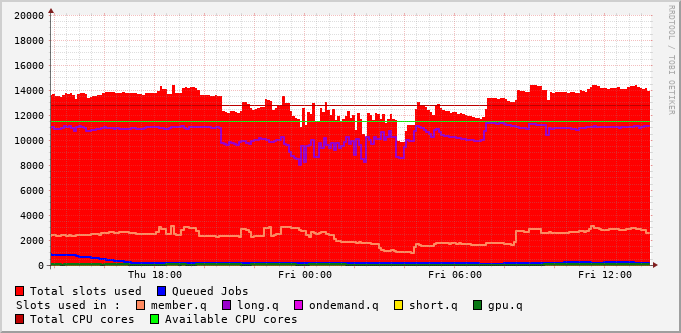 RRDTOOL / TOBI OETIKER
20000
18000
16000
14000
12000
10000
8000
6000
4000
2000
0
Thu 18:00 Fri 00:00 Fri 06:00 Fri 12:00
Total slots used Queued Jobs
Slots used in : member.q long.q ondemand.q short.q gpu.q
Total CPU cores Available CPU cores